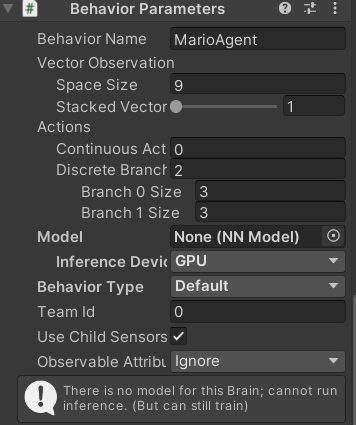 # Behavior Parameters
Behavior Name MarioAgent
Vector Observation
Space Size 9
Stacked Vector 1
Actions
Continuous Act 0
Discrete Branch 2
Branch 0 Size 3
Branch 1 Size 3
Model None (NN Model)
Inference Devic GPU
Behavior Type Default
Team Id 0
Use Child Sensors
Observable Attribu Ignore
There is no model for this Brain; cannot run
inference. (But can still train)